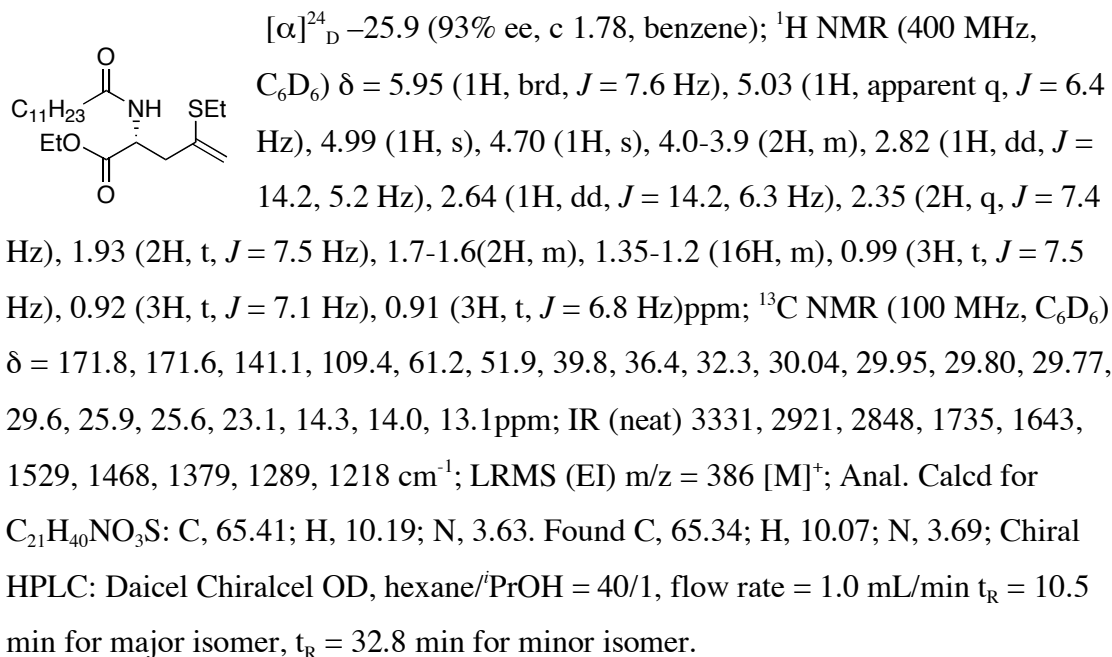 [α]²⁴D –25.9 (93% ee, c 1.78, benzene); ¹H NMR (400 MHz,
O
C₁₁H₂₃ NH SEt
EtO
O
C₆D₆) δ = 5.95 (1H, brd, J = 7.6 Hz), 5.03 (1H, apparent q, J = 6.4
Hz), 4.99 (1H, s), 4.70 (1H, s), 4.0-3.9 (2H, m), 2.82 (1H, dd, J =
14.2, 5.2 Hz), 2.64 (1H, dd, J = 14.2, 6.3 Hz), 2.35 (2H, q, J = 7.4
Hz), 1.93 (2H, t, J = 7.5 Hz), 1.7-1.6(2H, m), 1.35-1.2 (16H, m), 0.99 (3H, t, J = 7.5
Hz), 0.92 (3H, t, J = 7.1 Hz), 0.91 (3H, t, J = 6.8 Hz)ppm; ¹³C NMR (100 MHz, C₆D₆)
δ = 171.8, 171.6, 141.1, 109.4, 61.2, 51.9, 39.8, 36.4, 32.3, 30.04, 29.95, 29.80, 29.77,
29.6, 25.9, 25.6, 23.1, 14.3, 14.0, 13.1ppm; IR (neat) 3331, 2921, 2848, 1735, 1643,
1529, 1468, 1379, 1289, 1218 cm⁻¹; LRMS (EI) m/z = 386 [M]⁺; Anal. Calcd for
C₂₁H₄₀NO₃S: C, 65.41; H, 10.19; N, 3.63. Found C, 65.34; H, 10.07; N, 3.69; Chiral
HPLC: Daicel Chiralcel OD, hexane/ⁱPrOH = 40/1, flow rate = 1.0 mL/min tR = 10.5
min for major isomer, tR = 32.8 min for minor isomer.